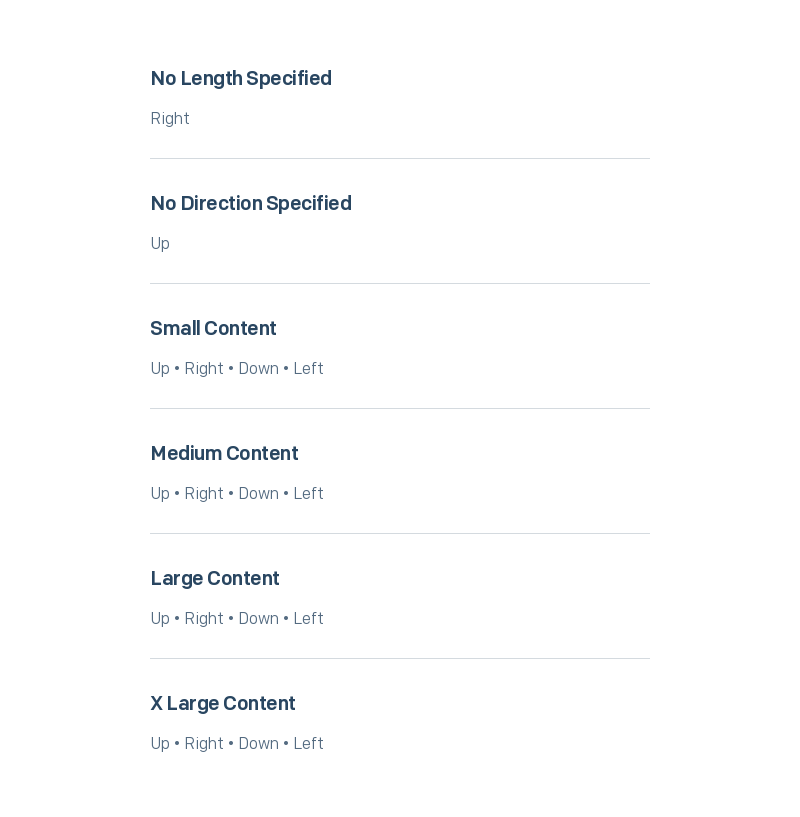 No Length Specified
Right
No Direction Specified
Up
Small Content
Up • Right • Down • Left
Medium Content
Up • Right • Down • Left
Large Content
Up • Right • Down • Left
X Large Content
Up • Right • Down • Left